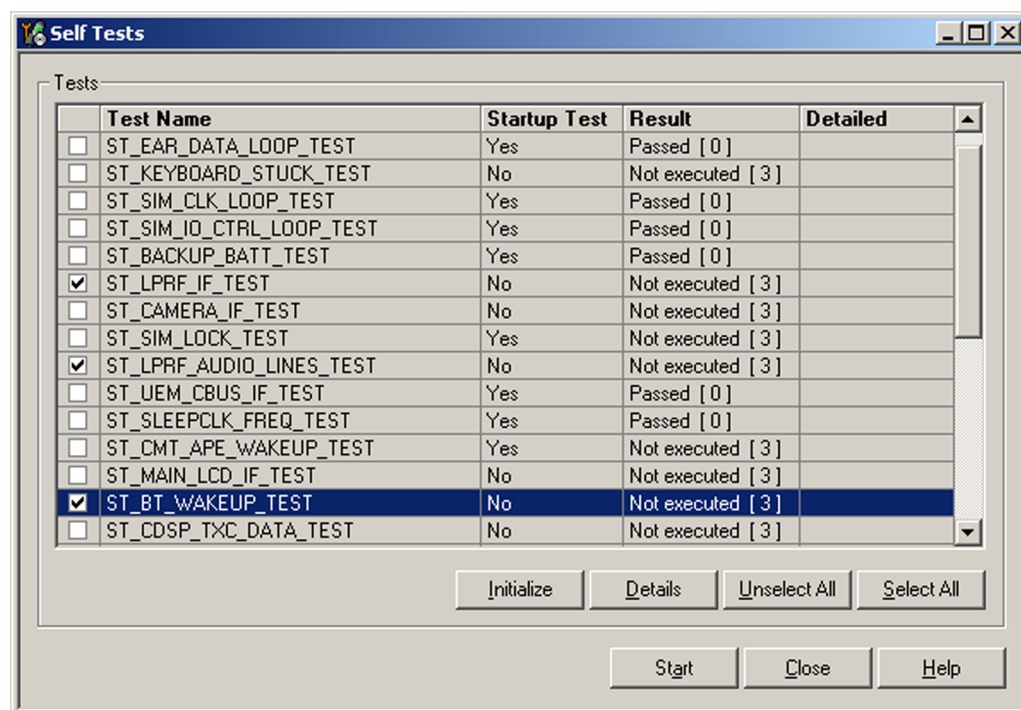 Self Tests
Tests
Test Name Startup Test Result Detailed
ST_EAR_DATA_LOOP_TEST Yes Passed [ 0 ]
ST_KEYBOARD_STUCK_TEST No Not executed [ 3 ]
ST_SIM_CLK_LOOP_TEST Yes Passed [ 0 ]
ST_SIM_IO_CTRL_LOOP_TEST Yes Passed [ 0 ]
ST_BACKUP_BATT_TEST Yes Passed [ 0 ]
ST_LPRF_IF_TEST No Not executed [ 3 ]
ST_CAMERA_IF_TEST No Not executed [ 3 ]
ST_SIM_LOCK_TEST Yes Not executed [ 3 ]
ST_LPRF_AUDIO_LINES_TEST No Not executed [ 3 ]
ST_UEM_CBUS_IF_TEST Yes Passed [ 0 ]
ST_SLEEPCLK_FREQ_TEST Yes Passed [ 0 ]
ST_CMT_APE_WAKEUP_TEST Yes Not executed [ 3 ]
ST_MAIN_LCD_IF_TEST No Not executed [ 3 ]
ST_BT_WAKEUP_TEST No Not executed [ 3 ]
ST_CDSP_TXC_DATA_TEST No Not executed [ 3 ]
Initialize Details Unselect All Select All
Start Close Help